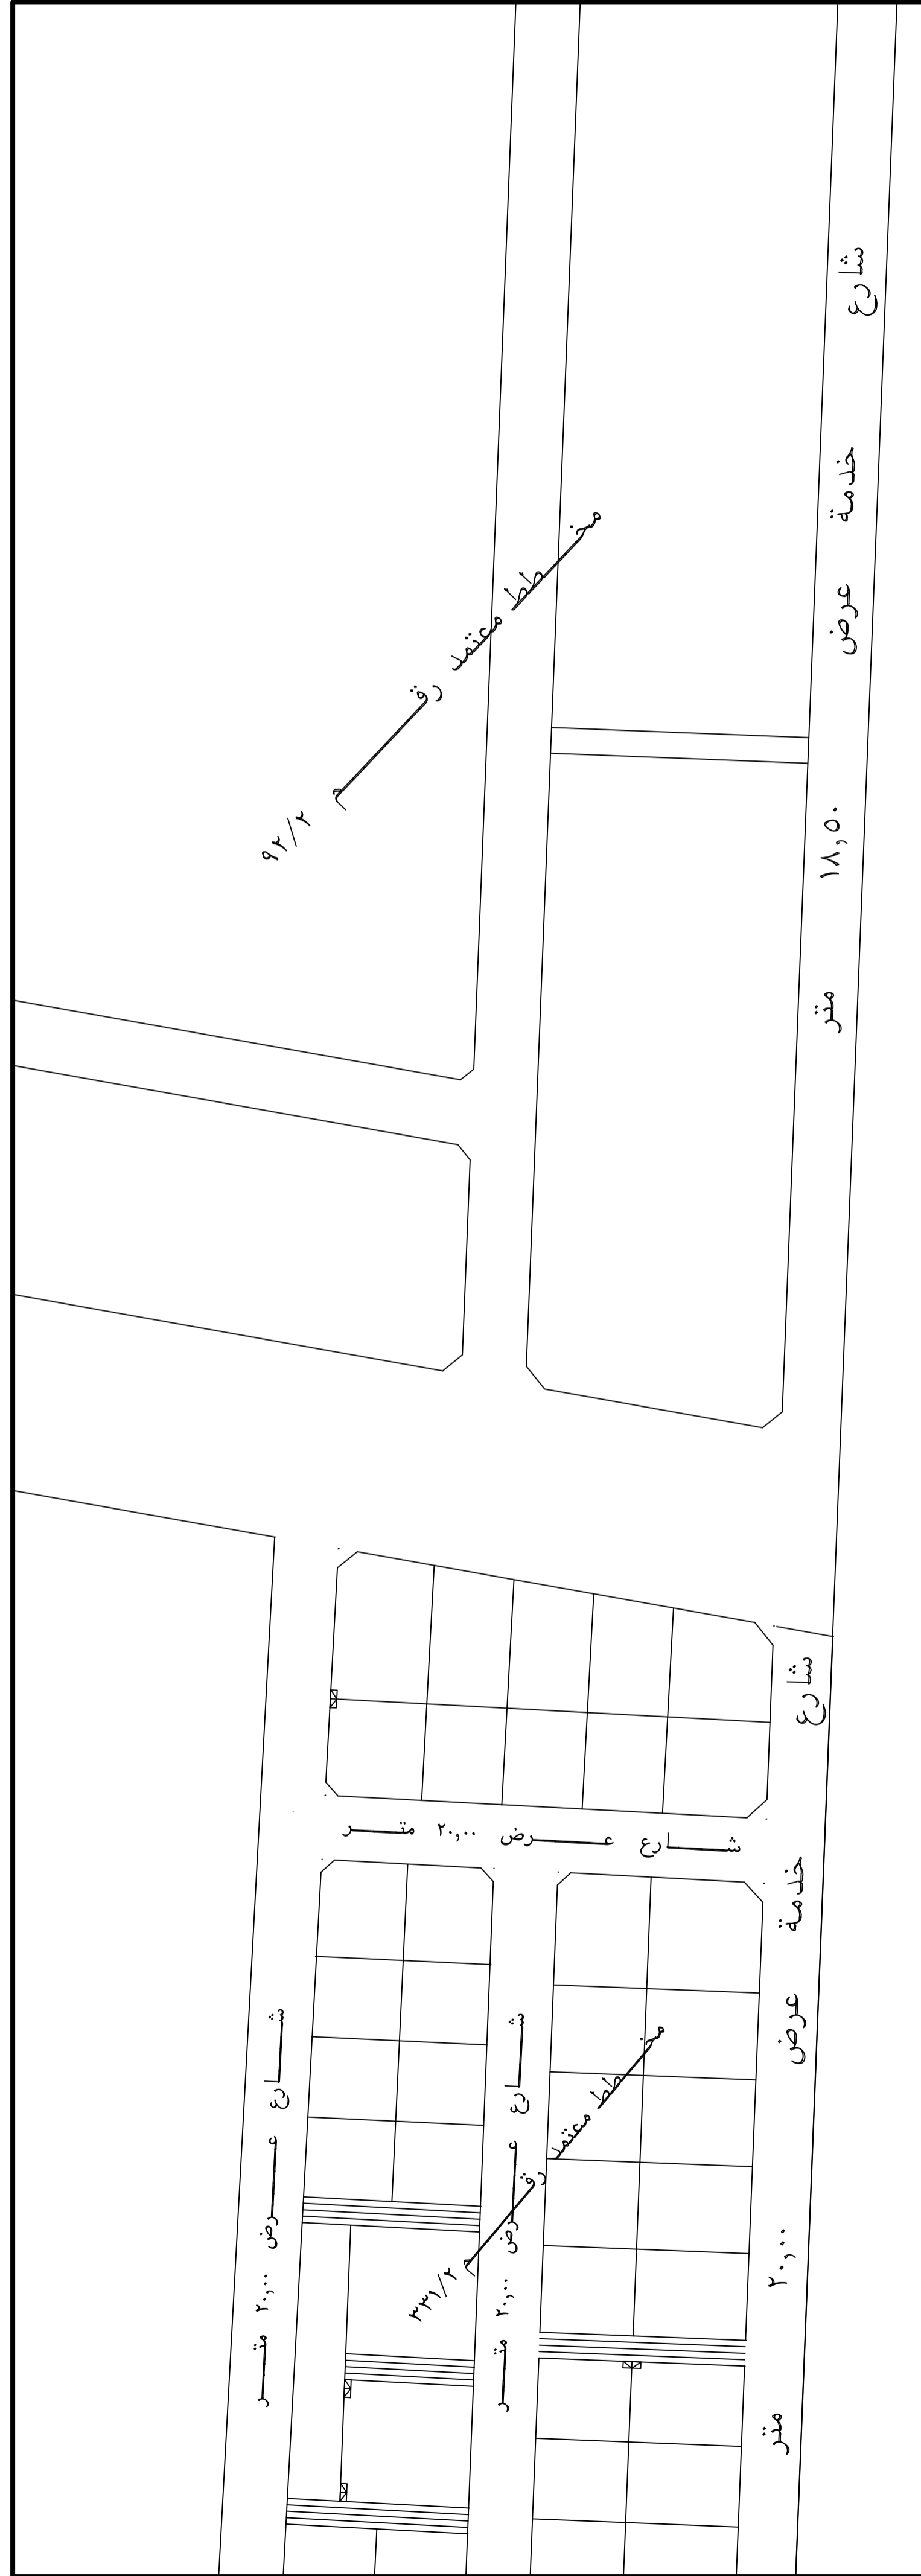 شارع خدمة عرض ١٨,٥٠ متر
مخطط معتمد رقم ٩٢/٢
شارع خدمة عرض ٢٠,٠٠ متر
شارع عرض ٢٠,٠٠ متر
شارع عرض ٢٠,٠٠ متر
شارع عرض ٢٠,٠٠ متر
مخطط معتمد رقم ٣٣١/٢